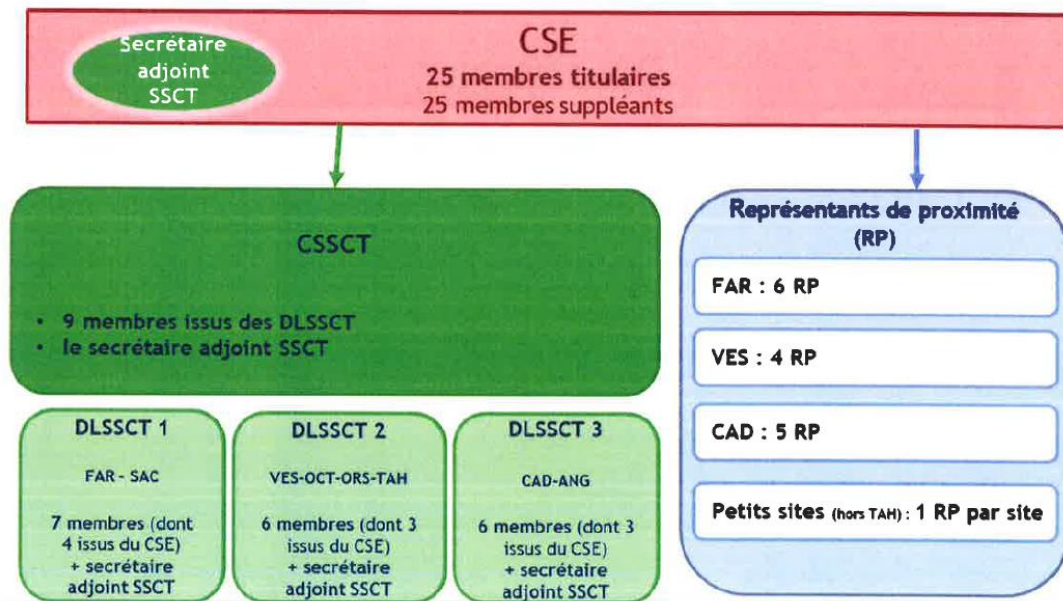 Secrétaire
adjoint
SSCT
CSE
25 membres titulaires
25 membres suppléants
CSSCT
• 9 membres issus des DLSSCT
• le secrétaire adjoint SSCT
DLSSCT 1
FAR - SAC
7 membres (dont
4 issus du CSE)
+ secrétaire
adjoint SSCT
DLSSCT 2
VES-OCT-ORS-TAH
6 membres (dont 3
issus du CSE)
+ secrétaire
adjoint SSCT
DLSSCT 3
CAD-ANG
6 membres (dont 3
issus du CSE)
+ secrétaire
adjoint SSCT
Représentants de proximité
(RP)
FAR : 6 RP
VES : 4 RP
CAD : 5 RP
Petits sites (hors TAH) : 1 RP par site